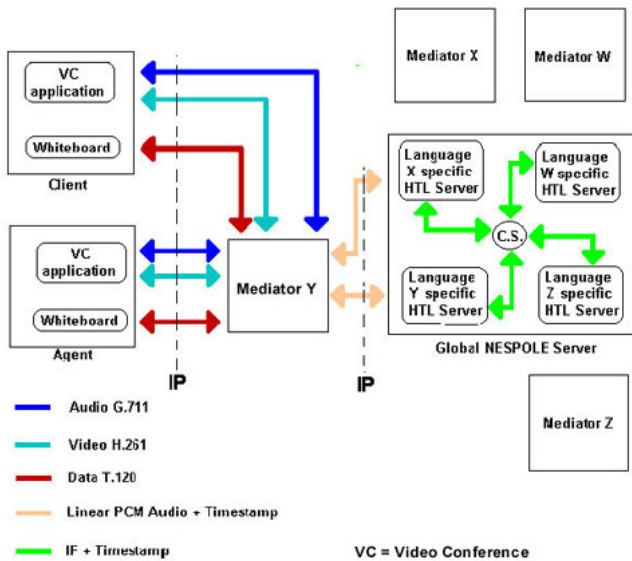 VC
application
Whiteboard
Client
VC
application
Whiteboard
Agent
Mediator Y
Mediator X
Mediator W
Language
X specific
HTL Server
Language
W specific
HTL Server
C.S.
Language
Y specific
HTL Server
Language
Z specific
HTL Server
Global NESPOLE Server
IP
IP
Mediator Z
Audio G.711
Video H.261
Data T.120
Linear PCM Audio + Timestamp
IF + Timestamp
VC = Video Conference